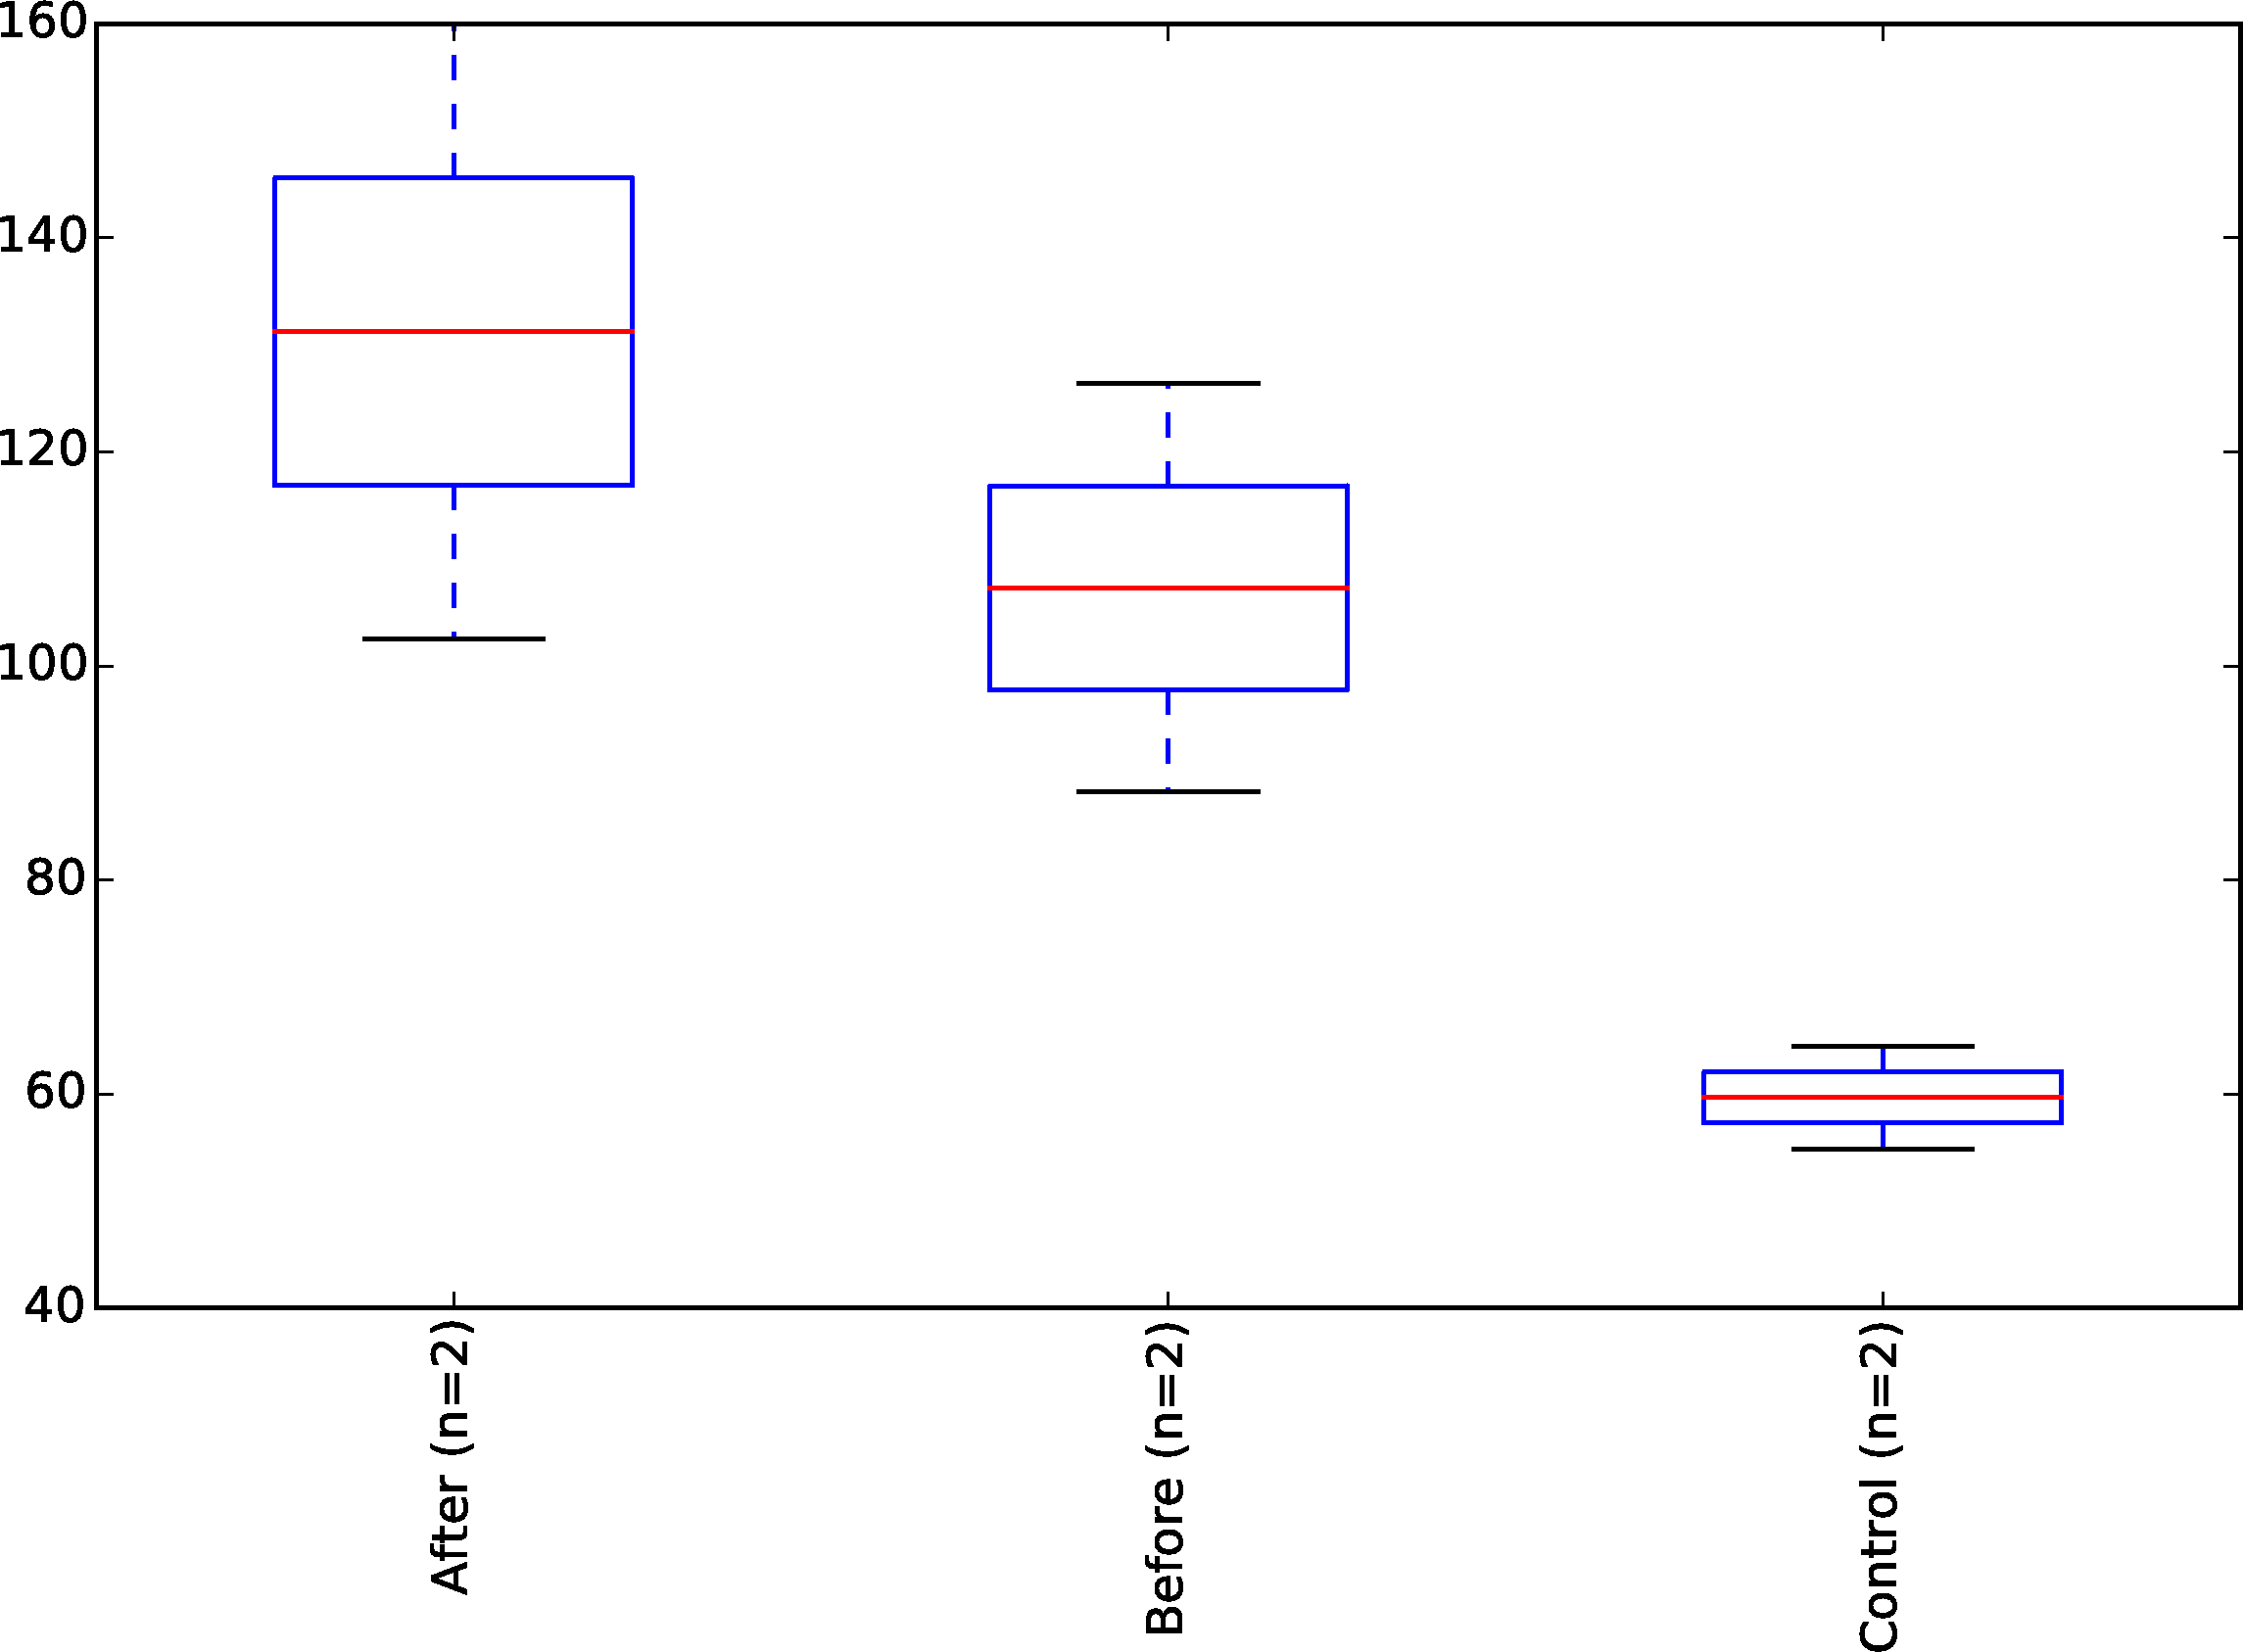 160
140
120
100
80
60
40
After (n=2)
Before (n=2)
Control (n=2)